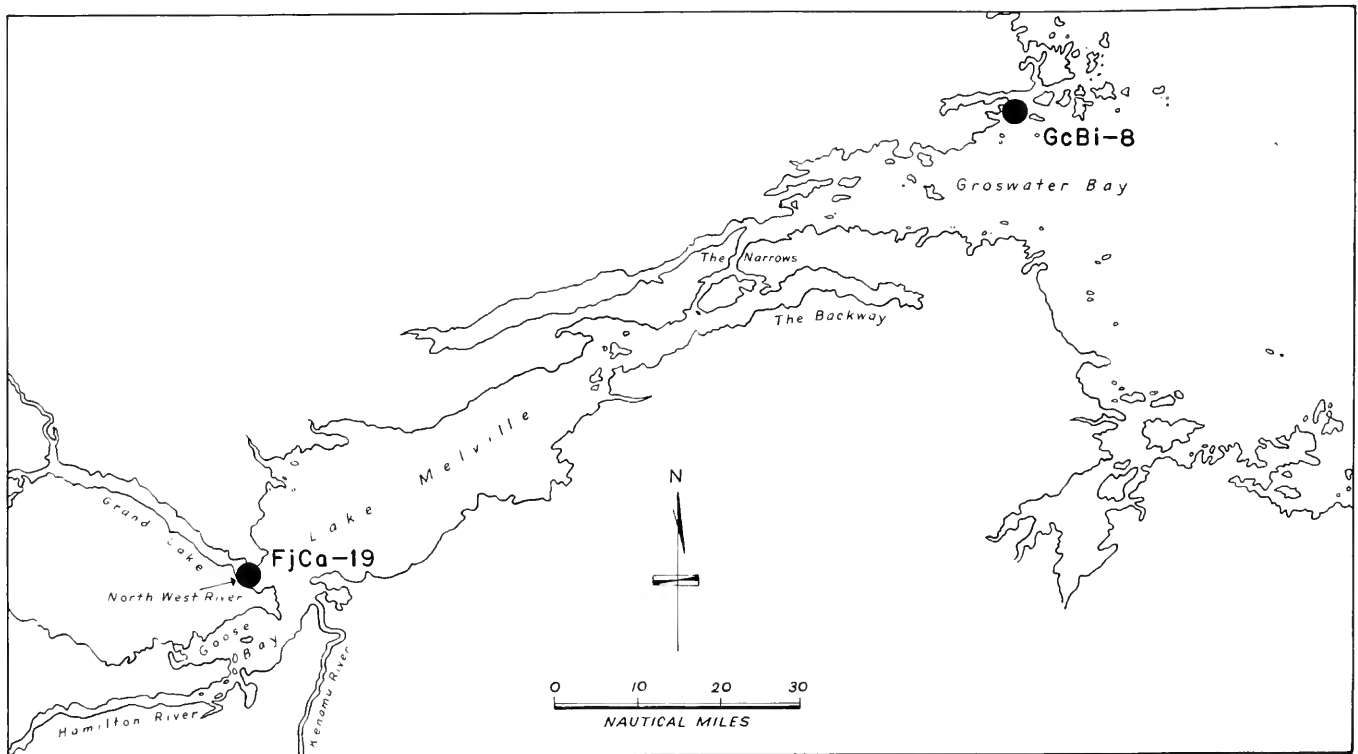 GcBi-8
Groswater Bay
The Narrows
The Backway
Lake Melville
N
Grand Lake
FjCa-19
North West River
Goose Bay
Kenamu River
Hamilton River
0 10 20 30
NAUTICAL MILES